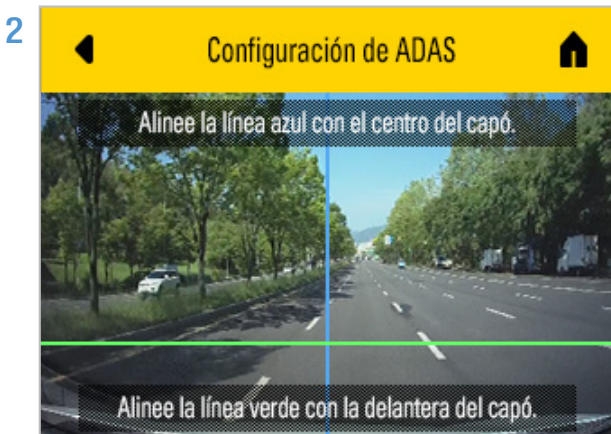 2
Configuración de ADAS
Alinee la línea azul con el centro del capó.
Alinee la línea verde con la delantera del capó.